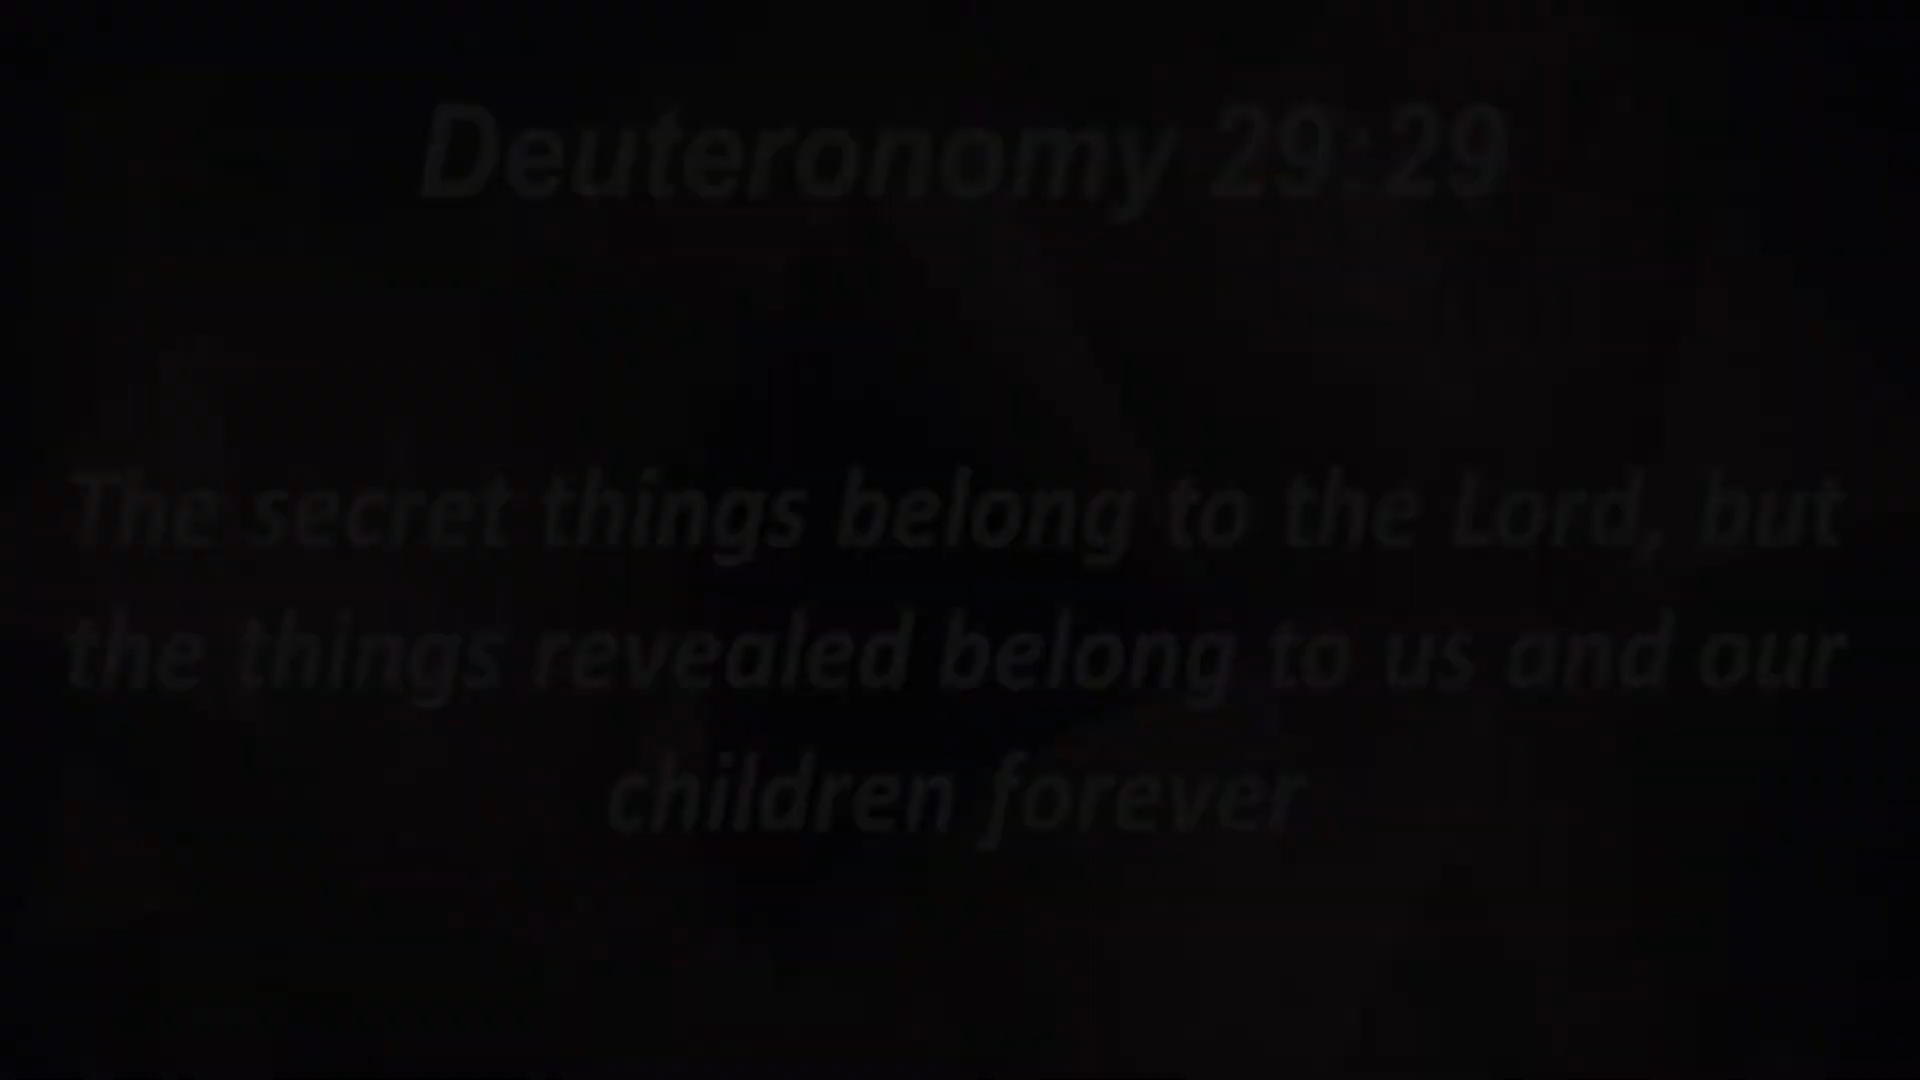 Deuteronomy 29:29
The secret things belong to the Lord, but
the things revealed belong to us and our
children forever